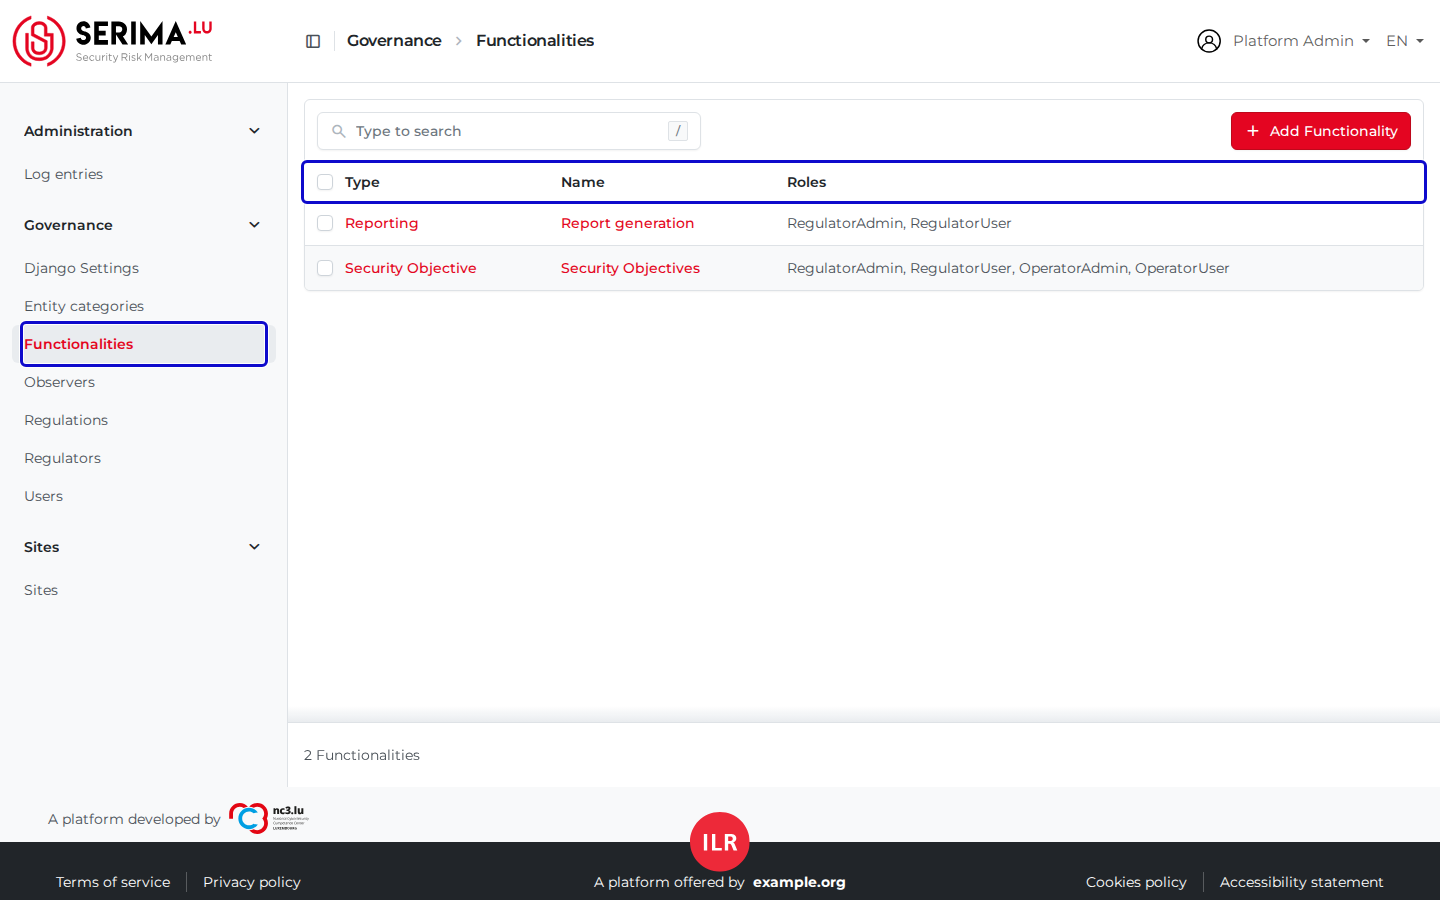 SERIMA.LU
Security Risk Management
Governance > Functionalities
Platform Admin
EN
Administration
Log entries
Governance
Django Settings
Entity categories
Functionalities
Observers
Regulations
Regulators
Users
Sites
Sites
Type to search /
+ Add Functionality
Type Name Roles
Reporting Report generation RegulatorAdmin, RegulatorUser
Security Objective Security Objectives RegulatorAdmin, RegulatorUser, OperatorAdmin, OperatorUser
2 Functionalities
A platform developed by
nc3.lu
LUXEMBOURG
ILR
Terms of service
Privacy policy
A platform offered by example.org
Cookies policy
Accessibility statement